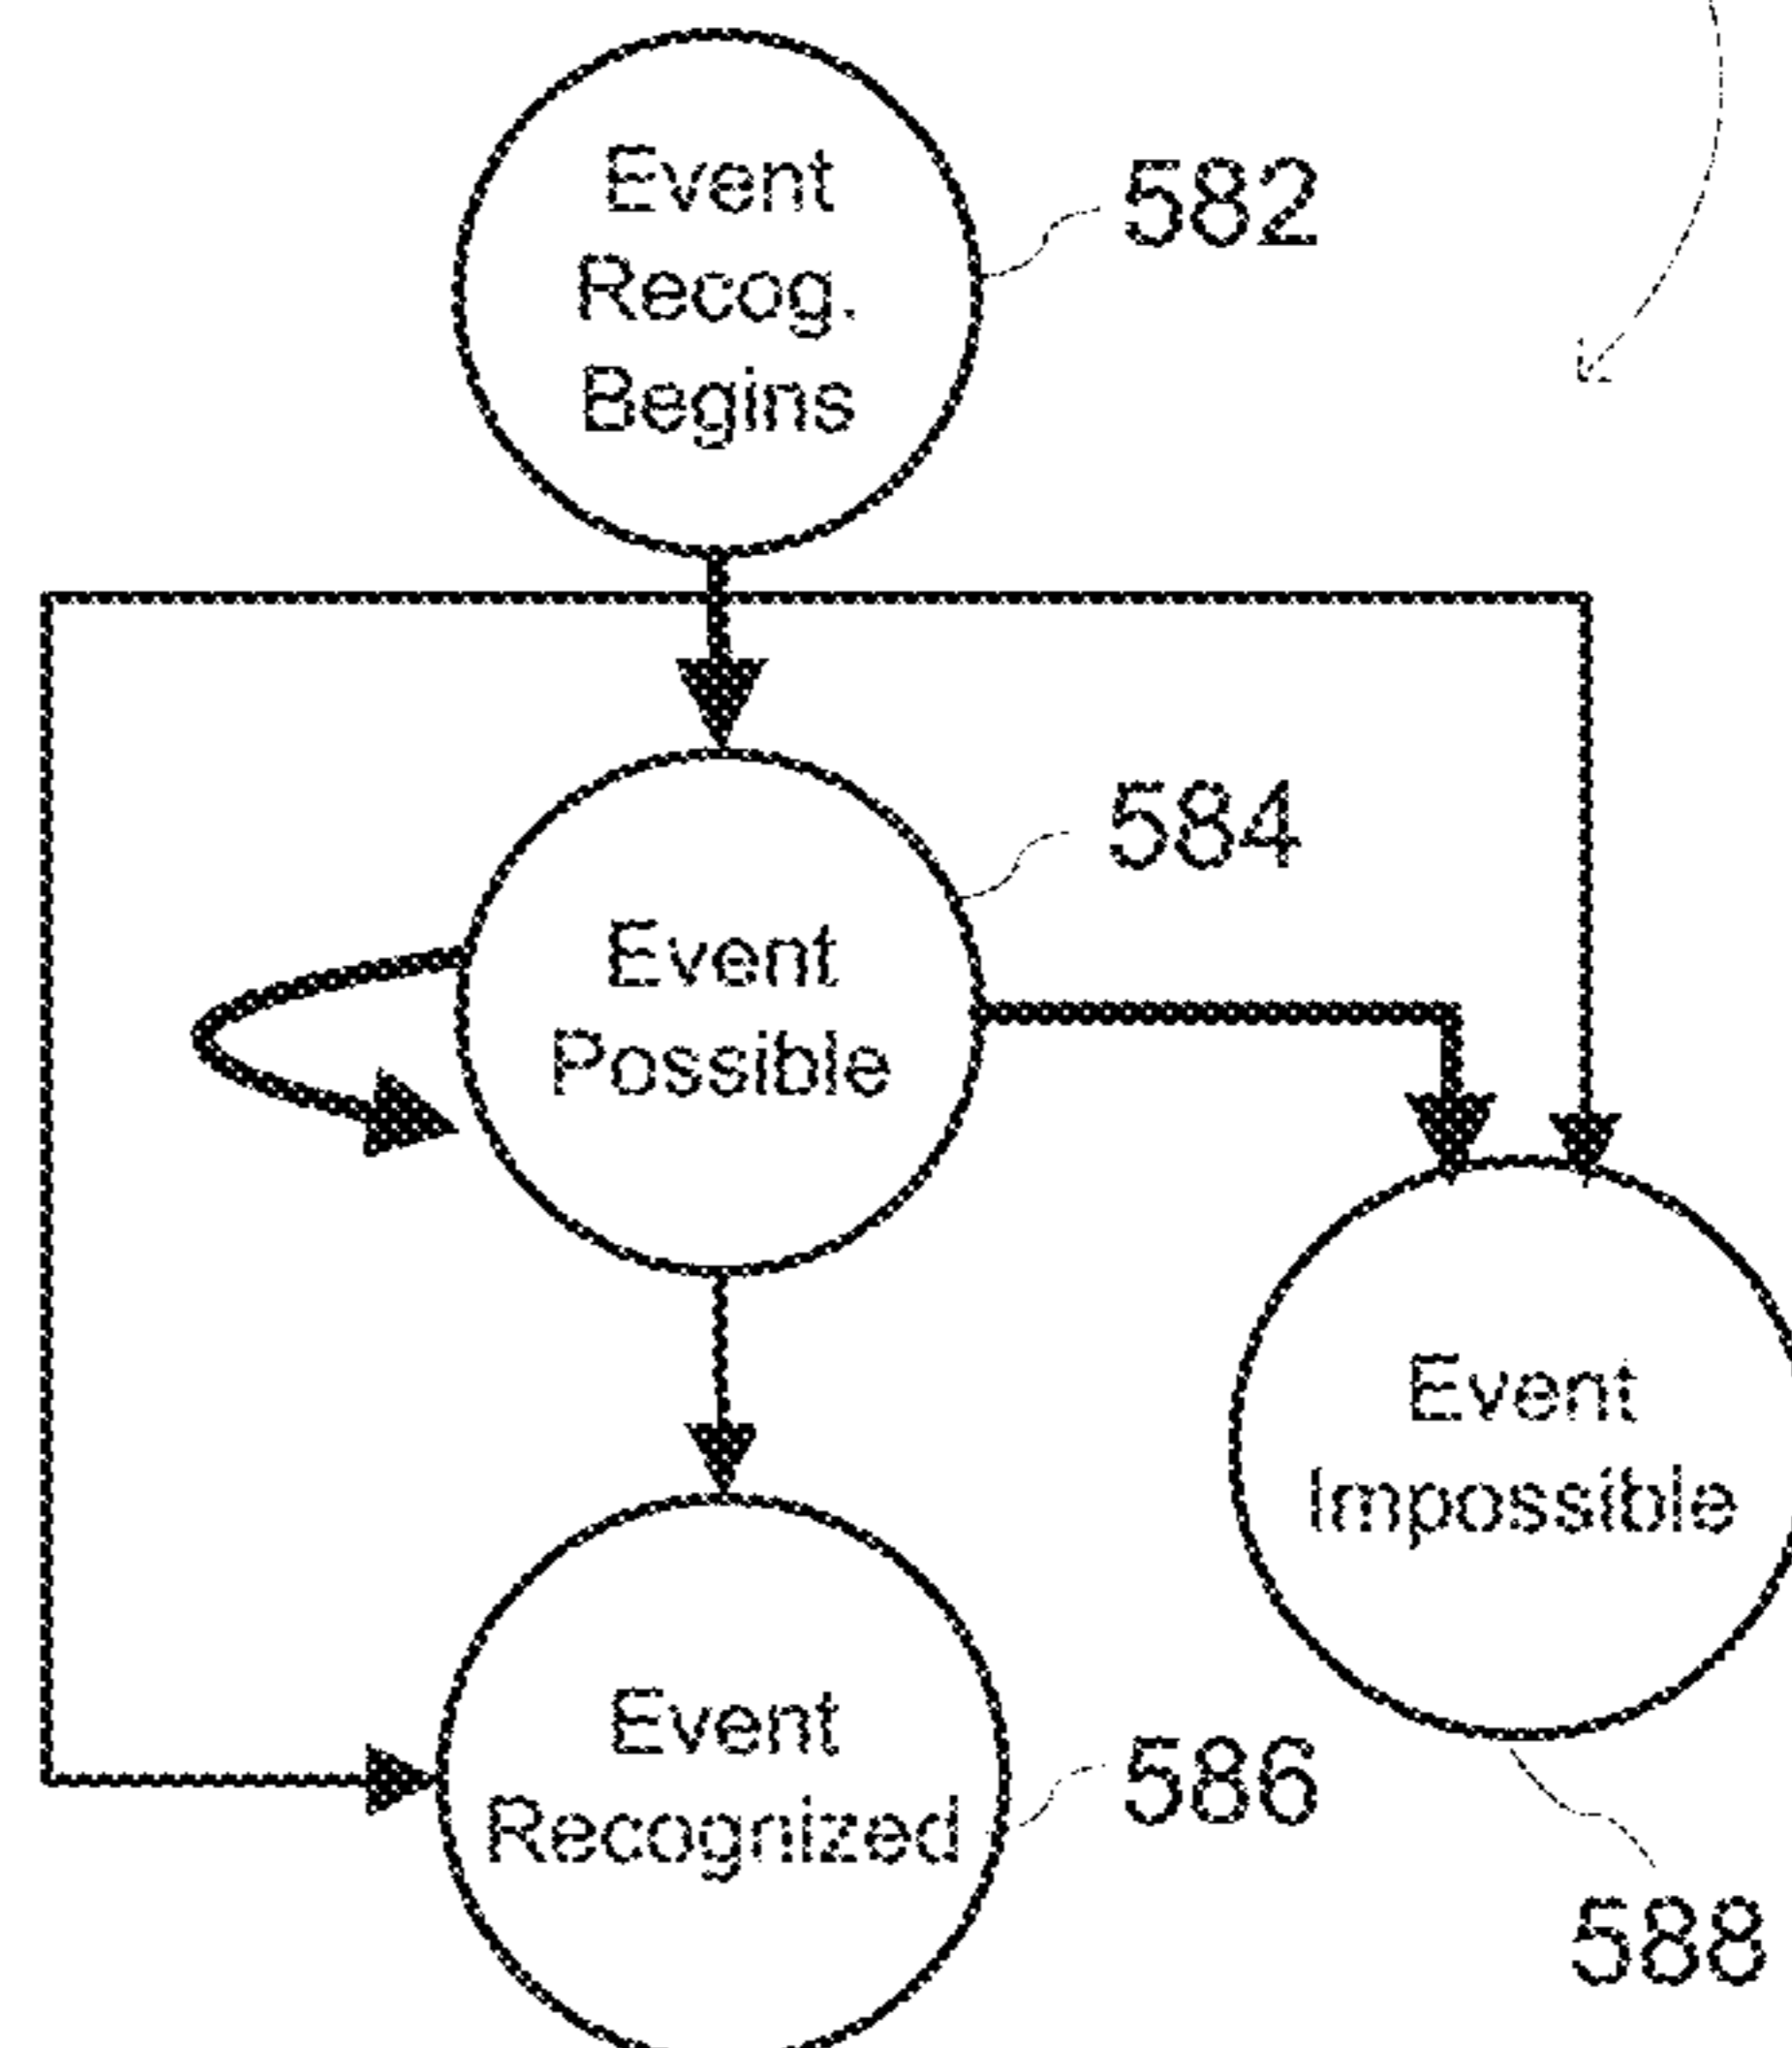 Event
Recog.
Begins
582
584
Event
Possible
Event
Impossible
Event
Recognized
586
588